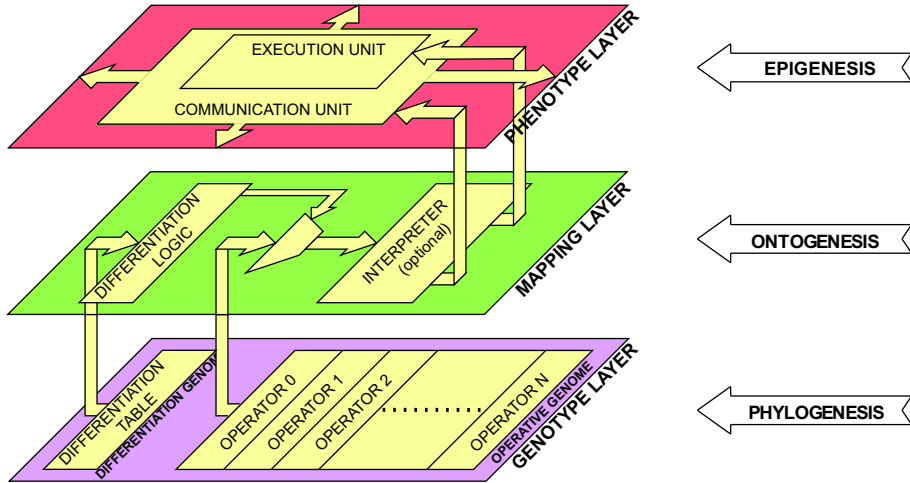 EXECUTION UNIT
COMMUNICATION UNIT
PHENOTYPE LAYER
EPIGENESIS
DIFFERENTIATION
LOGIC
INTERPRETER
(optional)
MAPPING LAYER
ONTOGENESIS
DIFFERENTIATION
TABLE
DIFFERENTIATION GENOME
OPERATOR 0
OPERATOR 1
OPERATOR 2
OPERATOR N
OPERATIVE GENOME
GENOTYPE LAYER
PHYLOGENESIS